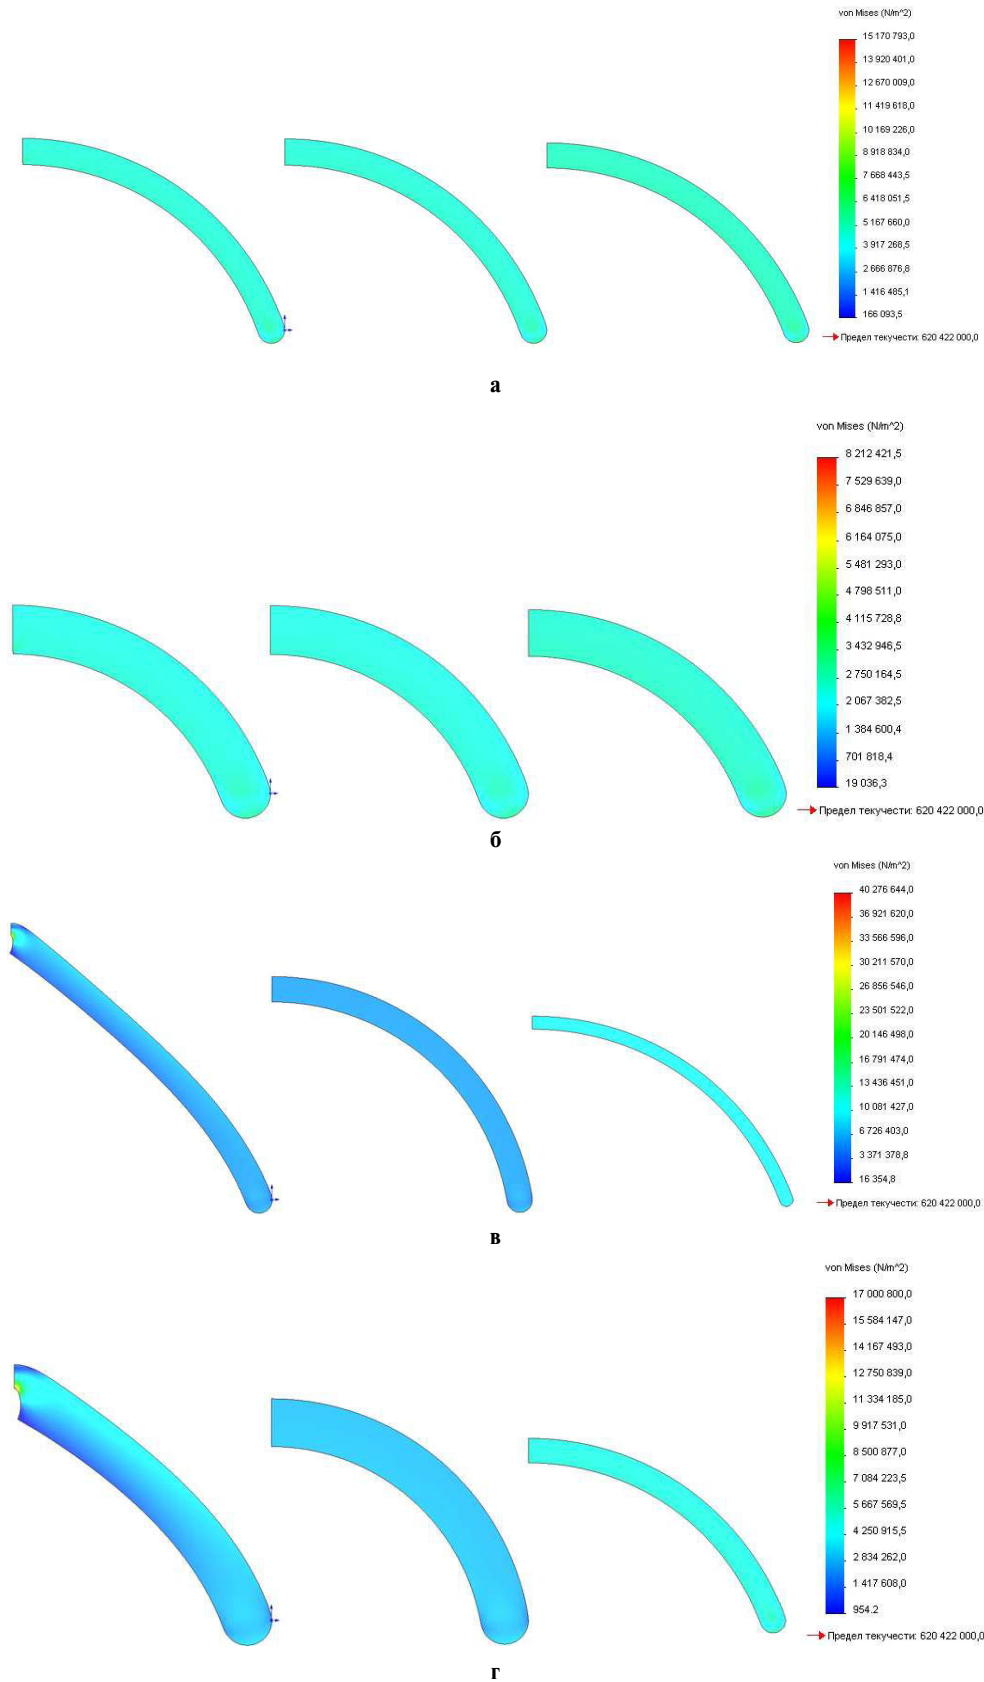 von Mises (N/m^2)
15 170 793,0
13 920 401,0
12 670 009,0
11 419 618,0
10 169 226,0
8 918 834,0
7 668 443,5
6 418 051,5
5 167 660,0
3 917 268,5
2 666 876,8
1 416 485,1
166 093,5
Предел текучести: 620 422 000,0
а
von Mises (N/m^2)
8 212 421,5
7 529 639,0
6 846 857,0
6 164 075,0
5 481 293,0
4 798 511,0
4 115 728,8
3 432 946,5
2 750 164,5
2 067 382,5
1 384 600,4
701 818,4
19 036,3
Предел текучести: 620 422 000,0
б
von Mises (N/m^2)
40 276 644,0
36 921 620,0
33 566 596,0
30 211 570,0
26 856 546,0
23 501 522,0
20 146 498,0
16 791 474,0
13 436 451,0
10 081 427,0
6 726 403,0
3 371 378,8
16 354,8
Предел текучести: 620 422 000,0
в
von Mises (N/m^2)
17 000 800,0
15 584 147,0
14 167 493,0
12 750 839,0
11 334 185,0
9 917 531,0
8 500 877,0
7 084 223,5
5 667 569,5
4 250 915,5
2 834 262,0
1 417 608,0
954.2
Предел текучести: 620 422 000,0
г